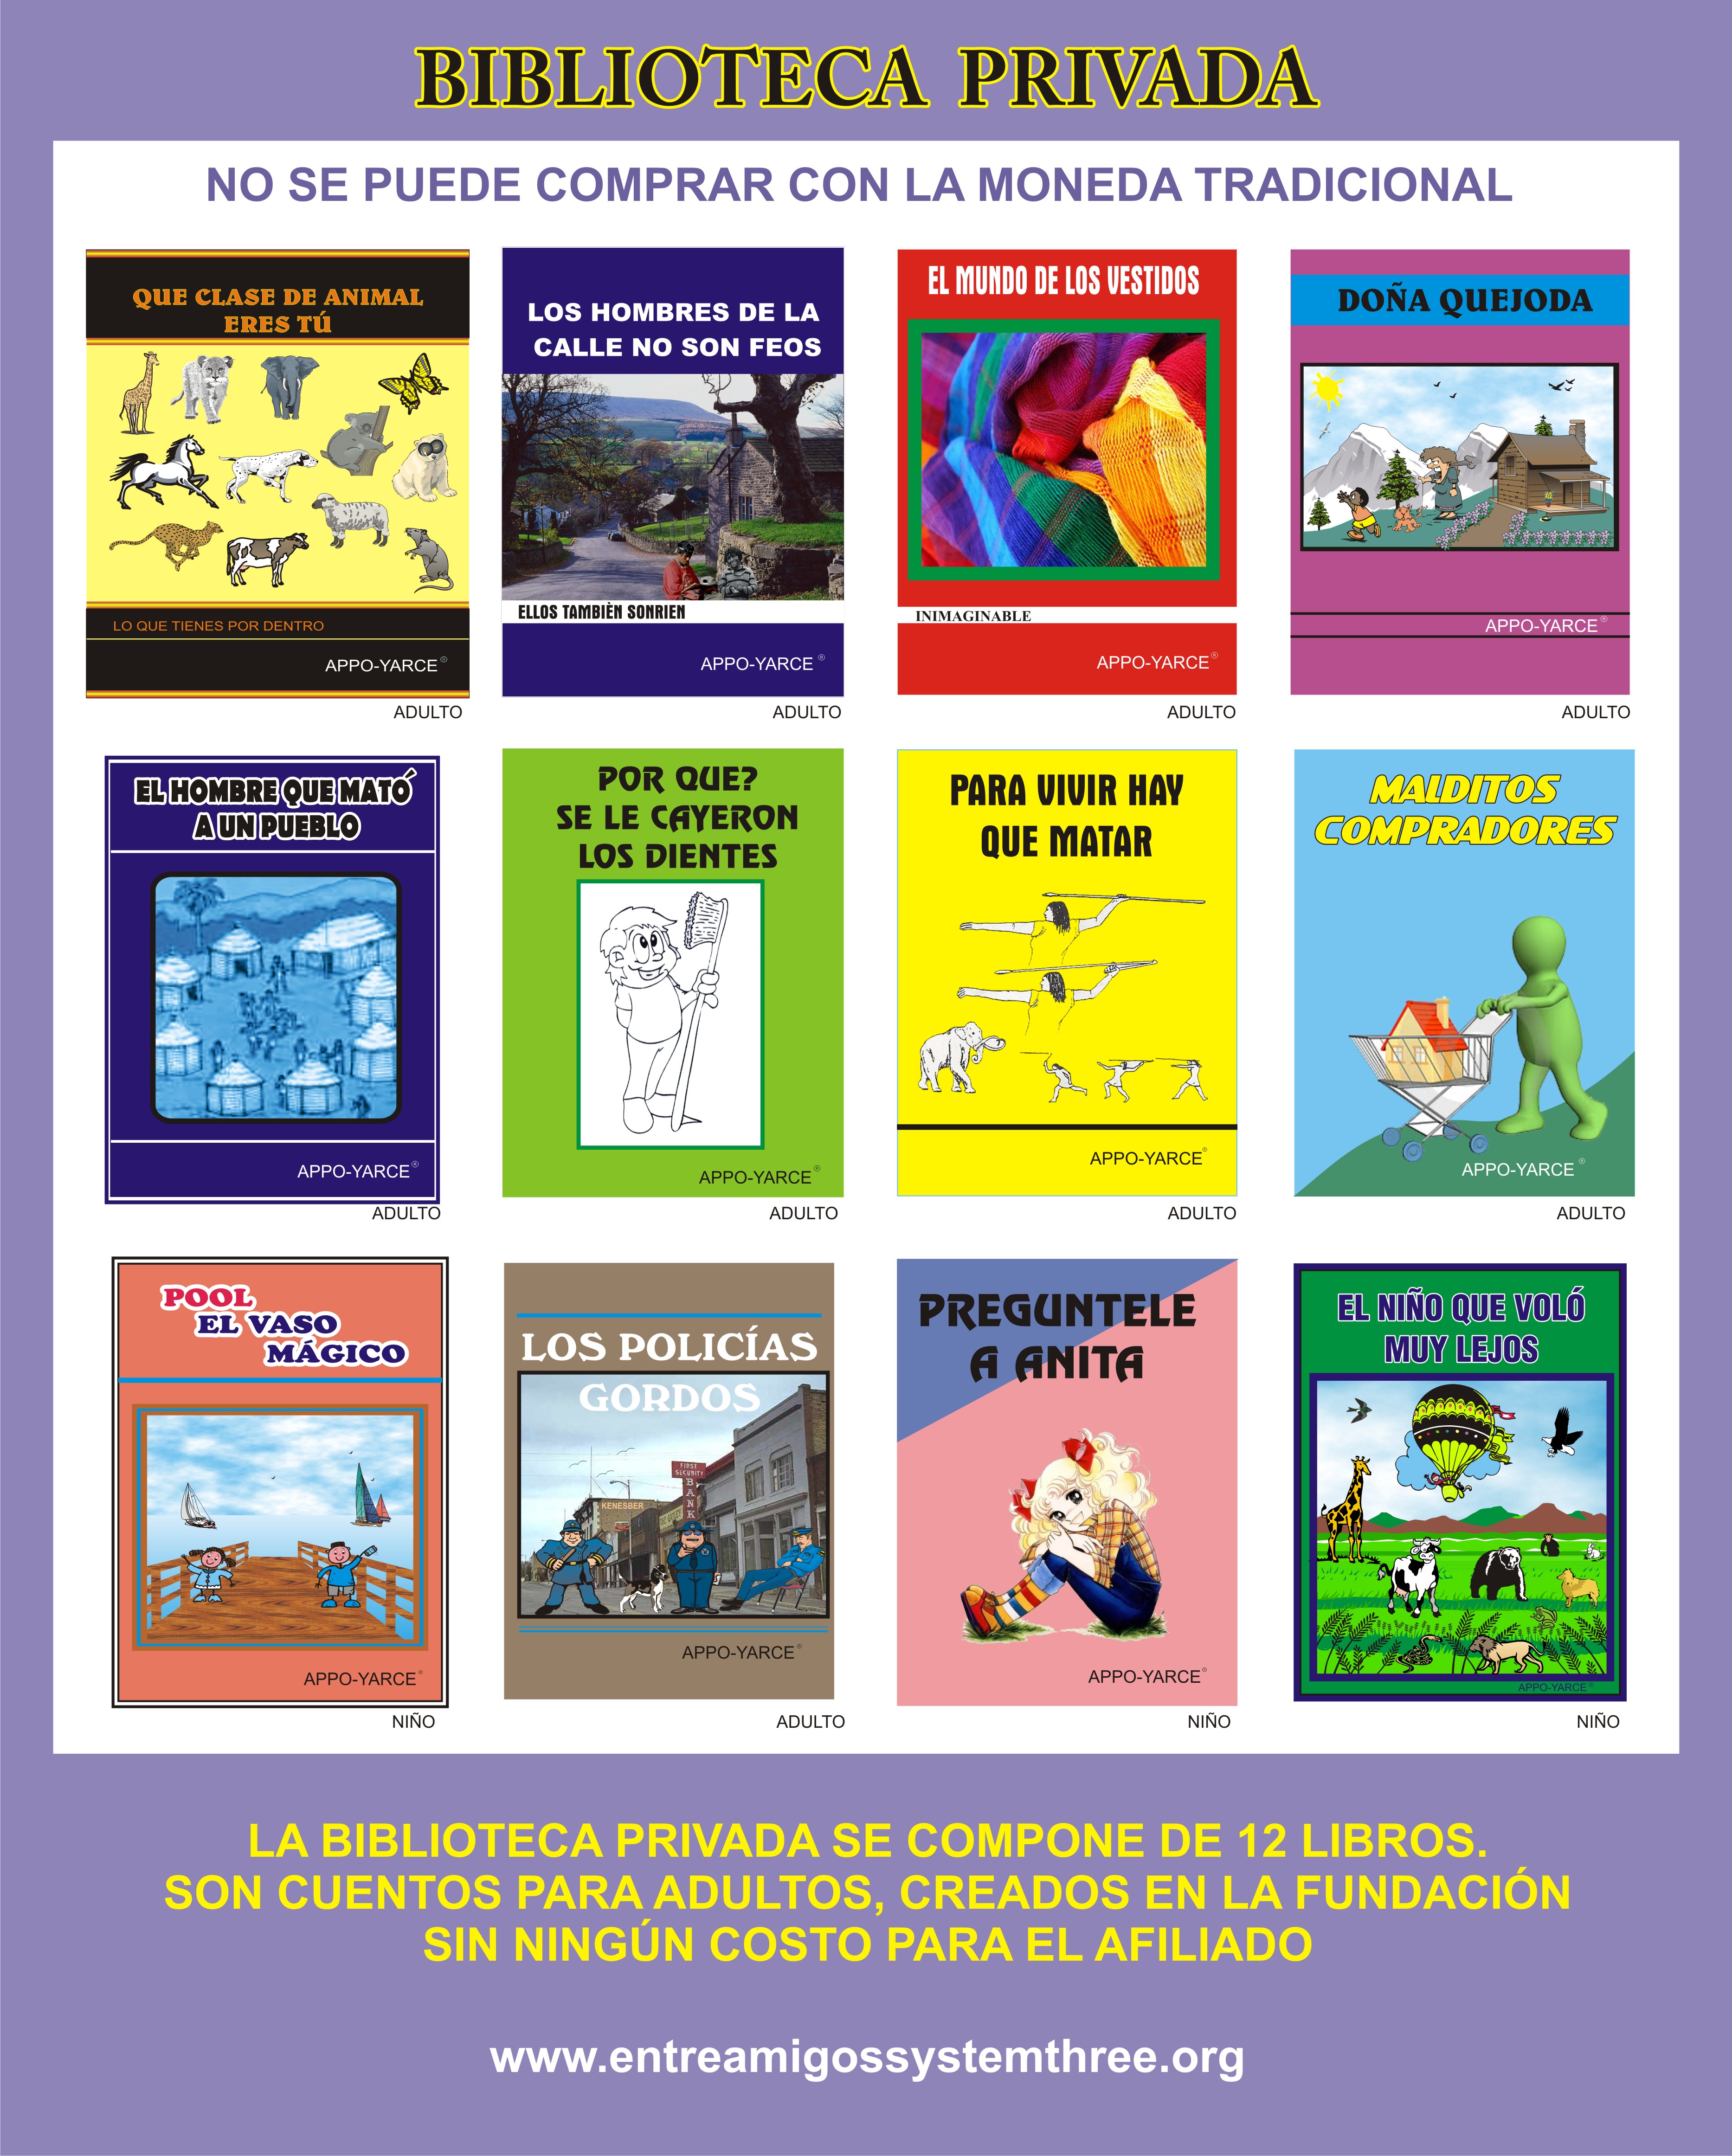 BIBLIOTECA PRIVADA
NO SE PUEDE COMPRAR CON LA MONEDA TRADICIONAL
QUE CLASE DE ANIMAL
ERES TÚ
LO QUE TIENES POR DENTRO
APPO-YARCE ®
ADULTO
LOS HOMBRES DE LA
CALLE NO SON FEOS
ELLOS TAMBIÈN SONRIEN
APPO-YARCE ®
ADULTO
EL MUNDO DE LOS VESTIDOS
INIMAGINABLE
APPO-YARCE ®
ADULTO
DOÑA QUEJODA
APPO-YARCE ®
ADULTO
EL HOMBRE QUE MATÓ
A UN PUEBLO
APPO-YARCE ®
ADULTO
POR QUE?
SE LE CAYERON
LOS DIENTES
APPO-YARCE ®
ADULTO
PARA VIVIR HAY
QUE MATAR
APPO-YARCE ®
ADULTO
MALDITOS
COMPRADORES
APPO-YARCE ®
ADULTO
POOL
EL VASO
MÁGICO
APPO-YARCE ®
NIÑO
LOS POLICÍAS
GORDOS
FIRST
SECURITY
BANK
KENESBER
APPO-YARCE ®
ADULTO
PREGUNTELE
A ANITA
APPO-YARCE ®
NIÑO
EL NIÑO QUE VOLÓ
MUY LEJOS
APPO-YARCE ®
NIÑO
LA BIBLIOTECA PRIVADA SE COMPONE DE 12 LIBROS.
SON CUENTOS PARA ADULTOS, CREADOS EN LA FUNDACIÓN
SIN NINGÚN COSTO PARA EL AFILIADO
www.entreamigossystemthree.org